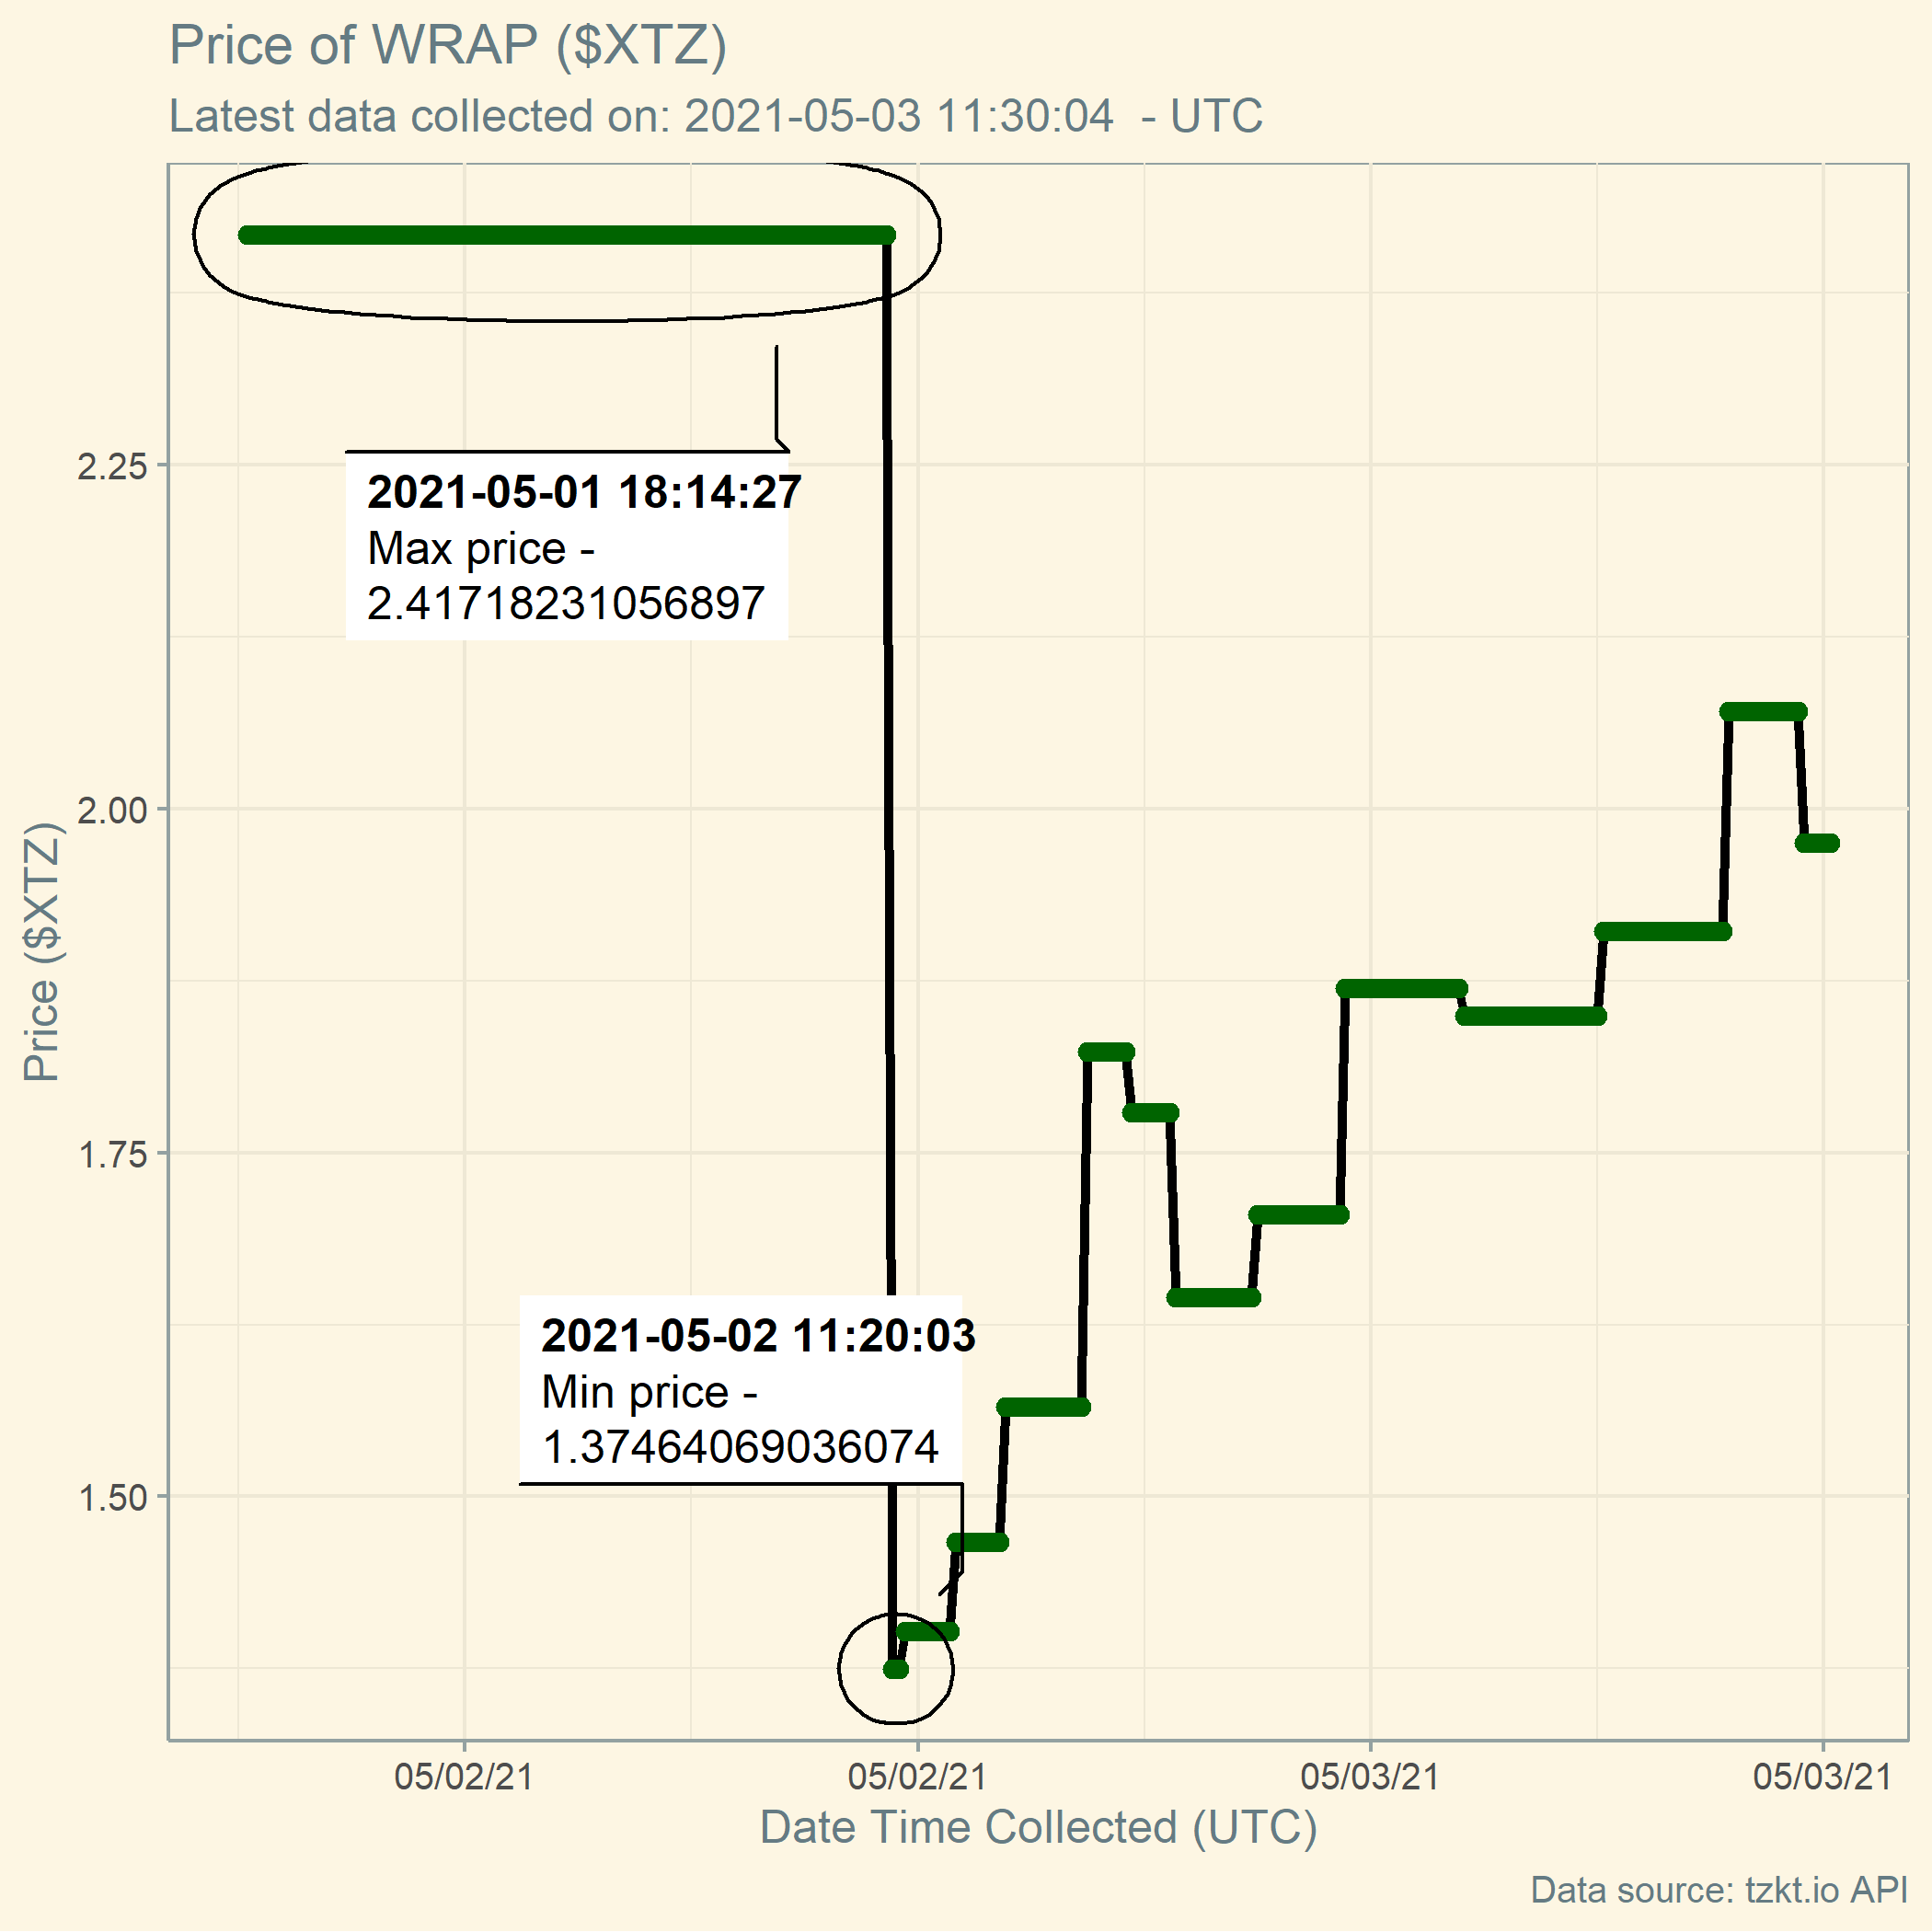 Price of WRAP ($XTZ)
Latest data collected on: 2021-05-03 11:30:04  - UTC
2021-05-01 18:14:27
Max price -
2.41718231056897
2021-05-02 11:20:03
Min price -
1.37464069036074
Price ($XTZ)
2.25
2.00
1.75
1.50
05/02/21 05/02/21 05/03/21 05/03/21
Date Time Collected (UTC)
Data source: tzkt.io API